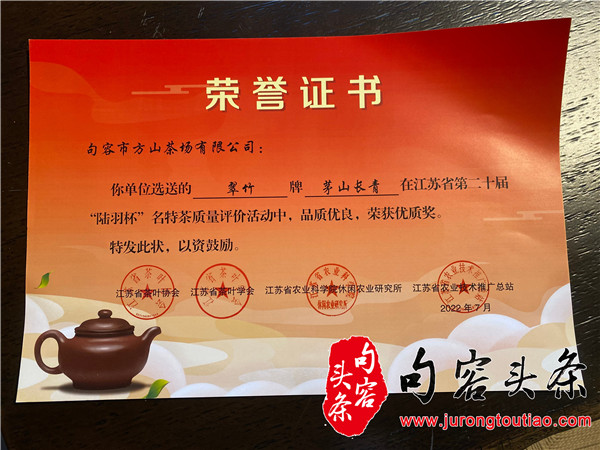 荣誉证书
句容市方山茶场有限公司：
你单位选送的 翠竹 牌 茅山长青 在江苏省第二十届
“陆羽杯”名特茶质量评价活动中，品质优良，荣获优质奖。
特发此状，以资鼓励。
江苏省茶叶协会 江苏省茶叶学会 江苏省农业科学院休闲农业研究所 江苏省农业技术推广总站
2022年7月
句容头条
句容头条
www.jurongtoutiao.com